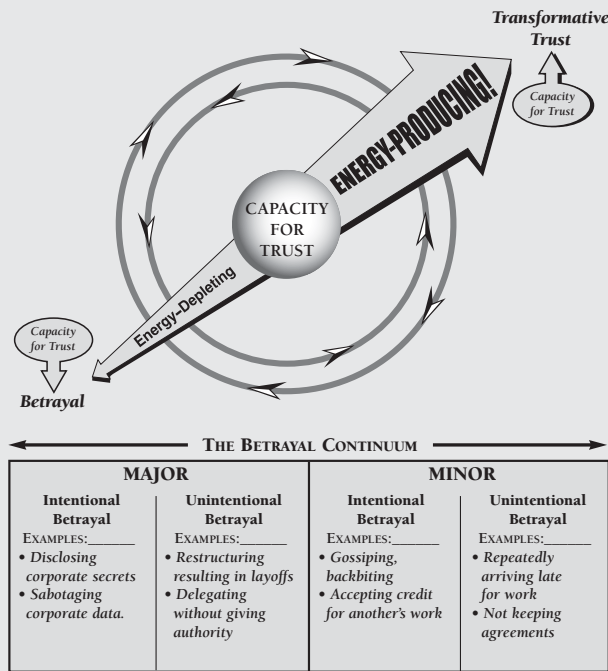 Transformative
Trust
Capacity
for Trust
ENERGY-PRODUCING!
CAPACITY
FOR
TRUST
Energy-Depleting
Capacity
for Trust
Betrayal
THE BETRAYAL CONTINUUM
MAJOR
Intentional
Betrayal
EXAMPLES:______
• Disclosing
corporate secrets
• Sabotaging
corporate data.
Unintentional
Betrayal
EXAMPLES:______
• Restructuring
resulting in layoffs
• Delegating
without giving
authority
MINOR
Intentional
Betrayal
EXAMPLES:______
• Gossiping,
backbiting
• Accepting credit
for another's work
Unintentional
Betrayal
EXAMPLES:______
• Repeatedly
arriving late
for work
• Not keeping
agreements